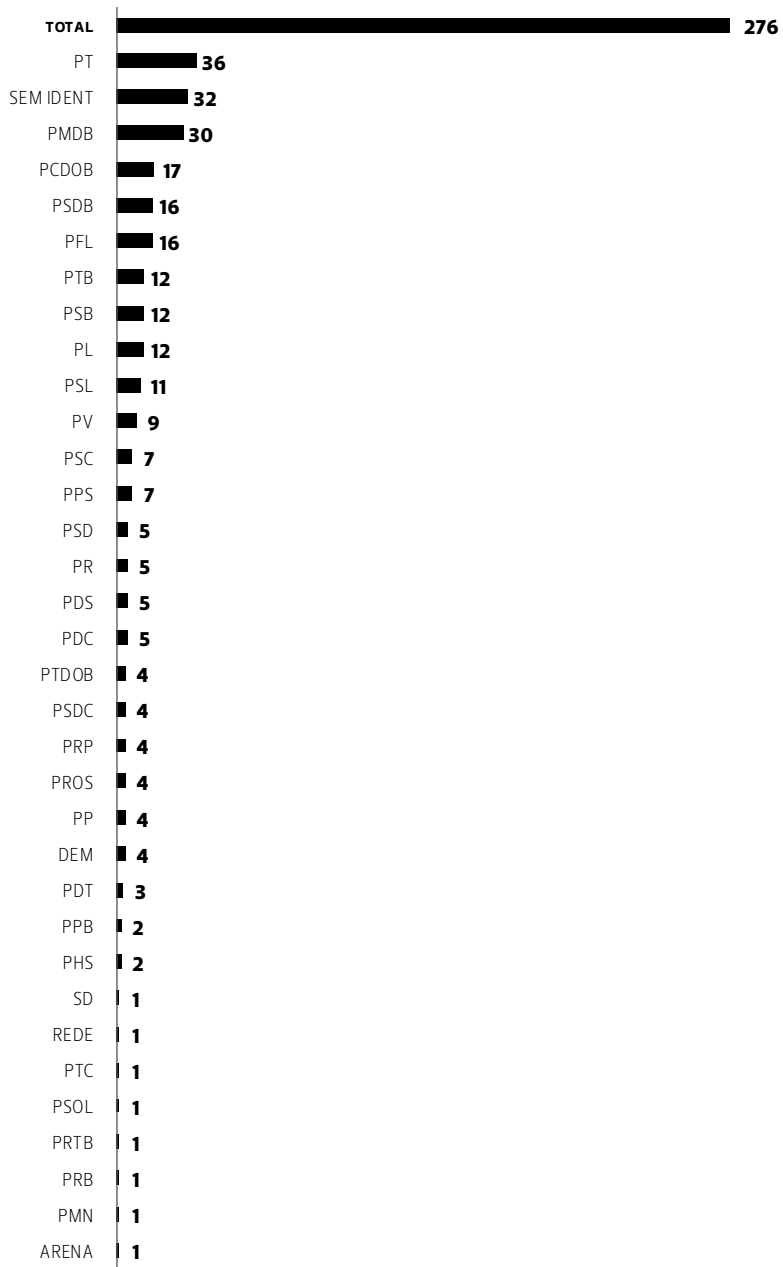 TOTAL 276
PT 36
SEM IDENT 32
PMDB 30
PCDOB 17
PSDB 16
PFL 16
PTB 12
PSB 12
PL 12
PSL 11
PV 9
PSC 7
PPS 7
PSD 5
PR 5
PDS 5
PDC 5
PTDOB 4
PSDC 4
PRP 4
PROS 4
PP 4
DEM 4
PDT 3
PPB 2
PHS 2
SD 1
REDE 1
PTC 1
PSOL 1
PRTB 1
PRB 1
PMN 1
ARENA 1